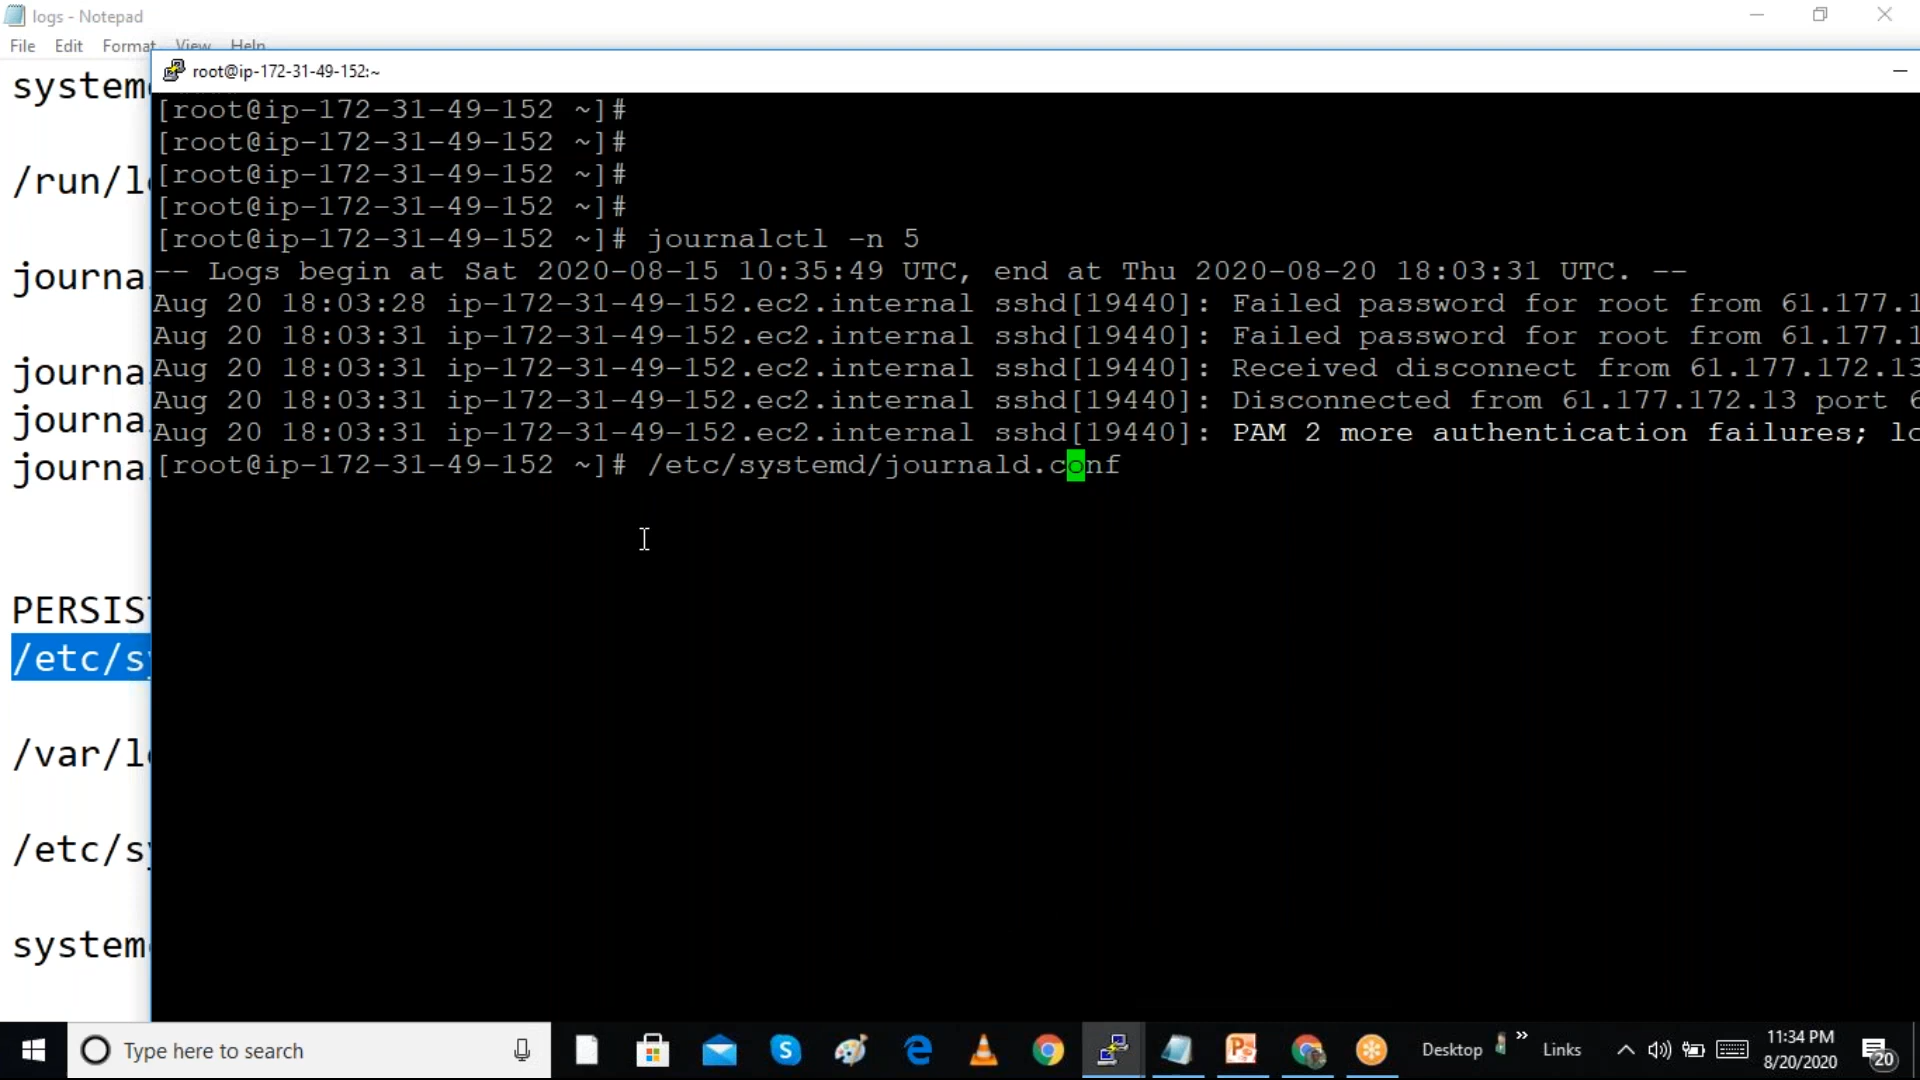 logs - Notepad
File Edit Format View Help
root@ip-172-31-49-152:~
[root@ip-172-31-49-152 ~]#
[root@ip-172-31-49-152 ~]#
[root@ip-172-31-49-152 ~]#
[root@ip-172-31-49-152 ~]#
[root@ip-172-31-49-152 ~]# journalctl -n 5
-- Logs begin at Sat 2020-08-15 10:35:49 UTC, end at Thu 2020-08-20 18:03:31 UTC. --
Aug 20 18:03:28 ip-172-31-49-152.ec2.internal sshd[19440]: Failed password for root from 61.177.1
Aug 20 18:03:31 ip-172-31-49-152.ec2.internal sshd[19440]: Failed password for root from 61.177.1
Aug 20 18:03:31 ip-172-31-49-152.ec2.internal sshd[19440]: Received disconnect from 61.177.172.13
Aug 20 18:03:31 ip-172-31-49-152.ec2.internal sshd[19440]: Disconnected from 61.177.172.13 port 6
Aug 20 18:03:31 ip-172-31-49-152.ec2.internal sshd[19440]: PAM 2 more authentication failures; lo
[root@ip-172-31-49-152 ~]# /etc/systemd/journald.conf
system
/run/l
journa
journa
journa
journa
PERSIS
/etc/s
/var/l
/etc/s
system
Type here to search
Desktop
Links
11:34 PM
8/20/2020
20